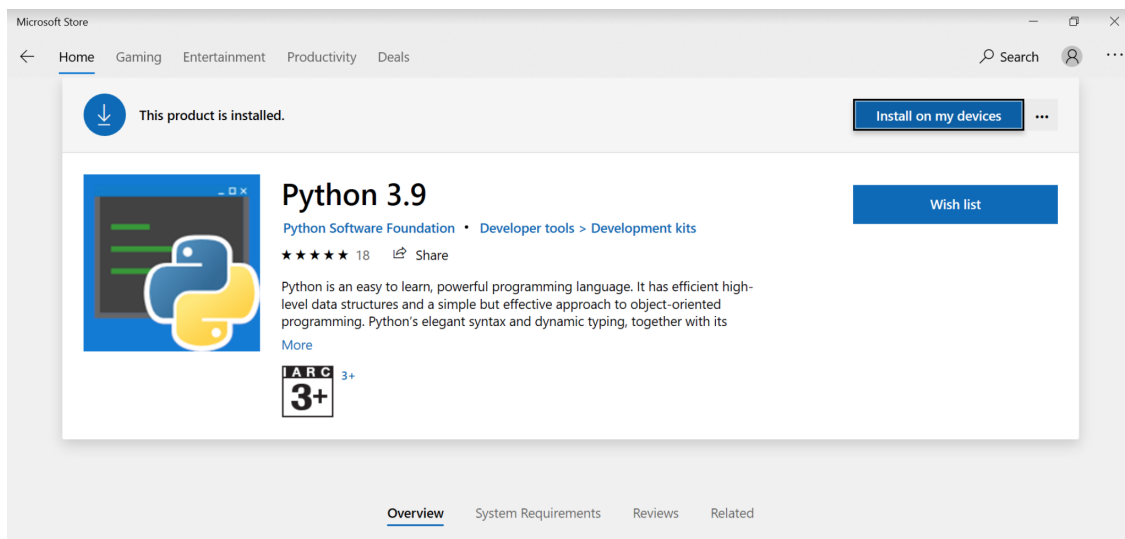 Microsoft Store
Home Gaming Entertainment Productivity Deals Search
This product is installed. Install on my devices
Python 3.9
Wish list
Python Software Foundation • Developer tools > Development kits
18 Share
Python is an easy to learn, powerful programming language. It has efficient high-
level data structures and a simple but effective approach to object-oriented
programming. Python's elegant syntax and dynamic typing, together with its
More
IARC
3+
3+
Overview System Requirements Reviews Related